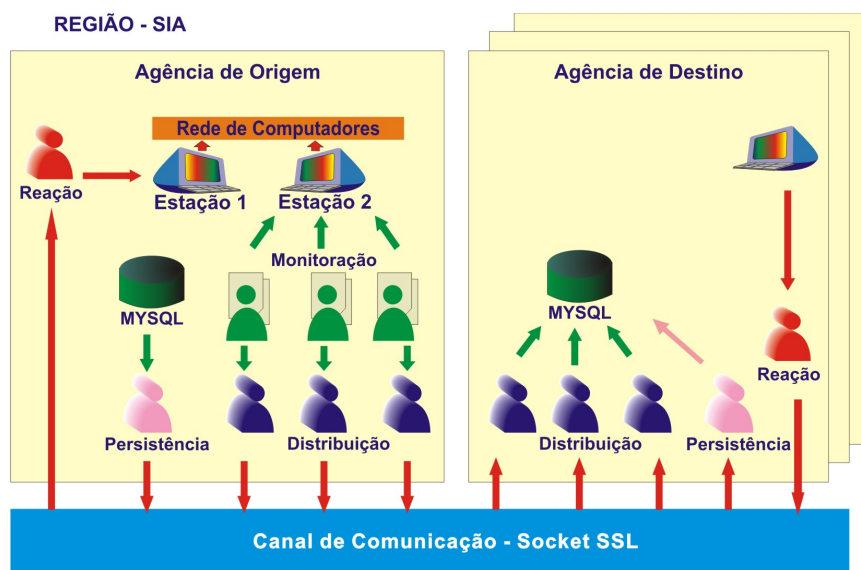 REGIÃO - SIA
Agência de Origem
Rede de Computadores
Reação
Estação 1
Estação 2
Monitoração
MYSQL
Persistência
Distribuição
Agência de Destino
MYSQL
Reação
Distribuição
Persistência
Canal de Comunicação - Socket SSL